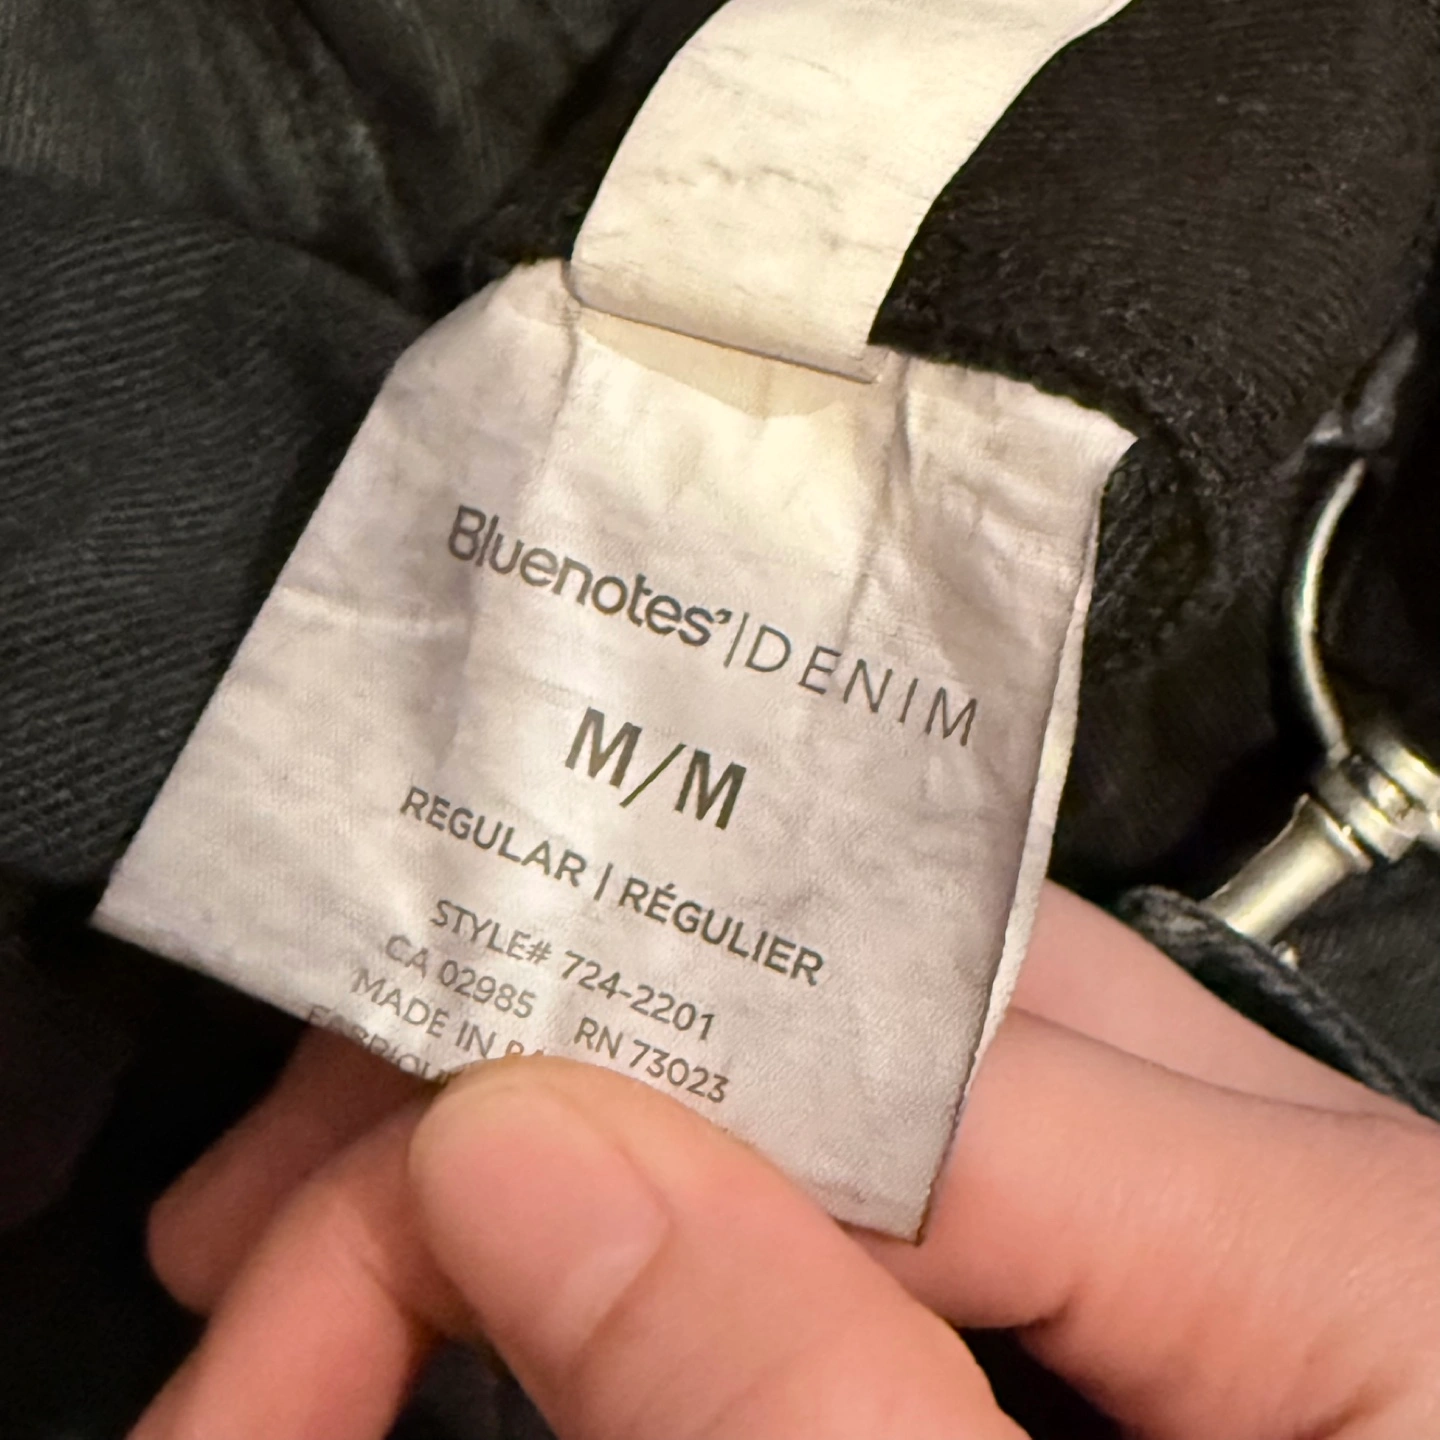 Bluenotes’|DENIM
M/M
REGULAR | RÉGULIER
STYLE# 724-2201
CA 02985 RN 73023
MADE IN